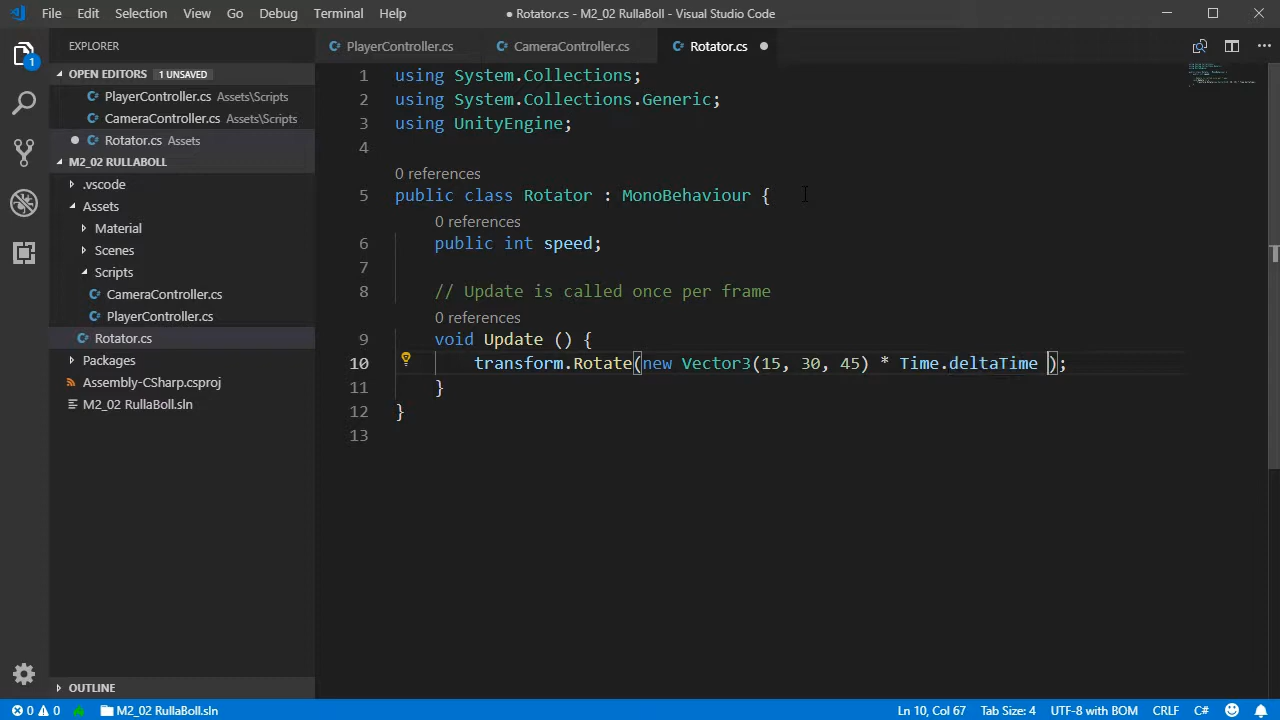 File Edit Selection View Go Debug Terminal Help
● Rotator.cs - M2_02 RullaBoll - Visual Studio Code
EXPLORER
PlayerController.cs
CameraController.cs
Rotator.cs ●
OPEN EDITORS 1 UNSAVED
PlayerController.cs Assets\Scripts
CameraController.cs Assets\Scripts
Rotator.cs Assets
M2_02 RULLABOLL
.vscode
Assets
Material
Scenes
Scripts
CameraController.cs
PlayerController.cs
Rotator.cs
Packages
Assembly-CSharp.csproj
M2_02 RullaBoll.sln
OUTLINE
1
1 using System.Collections;
2 using System.Collections.Generic;
3 using UnityEngine;
4
0 references
5 public class Rotator : MonoBehaviour {
0 references
6 public int speed;
7
8 // Update is called once per frame
0 references
9 void Update () {
10 transform.Rotate(new Vector3(15, 30, 45) * Time.deltaTime );
11 }
12 }
13
0 0 M2_02 RullaBoll.sln
Ln 10, Col 67 Tab Size: 4 UTF-8 with BOM CRLF C#